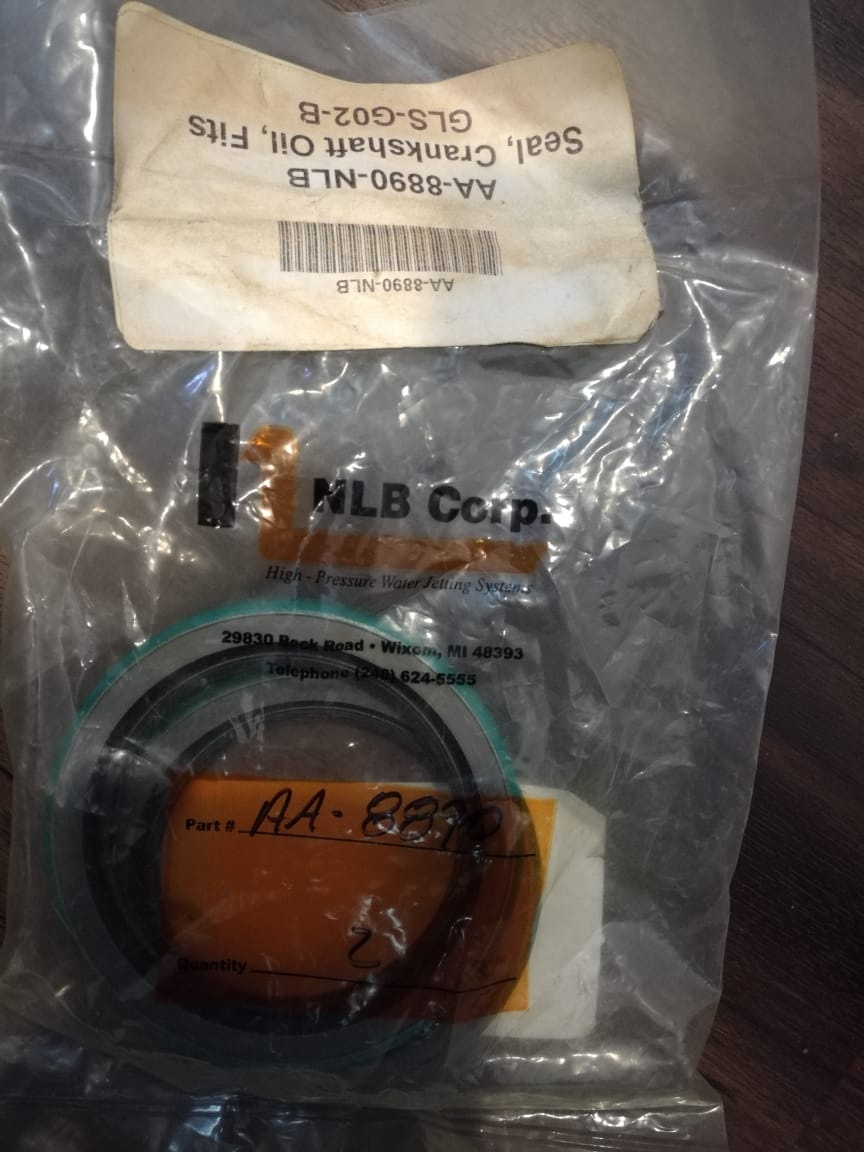 AA-8890-NLB
AA-8890-NLB
Seal, Crankshaft Oil, Fits
GLS-G02-B
NLB Corp.
High - Pressure Water Jetting Systems
29830 Beck Road • Wixom, MI 48393
Telephone (248) 624-5555
Part # AA-8890
Quantity 2